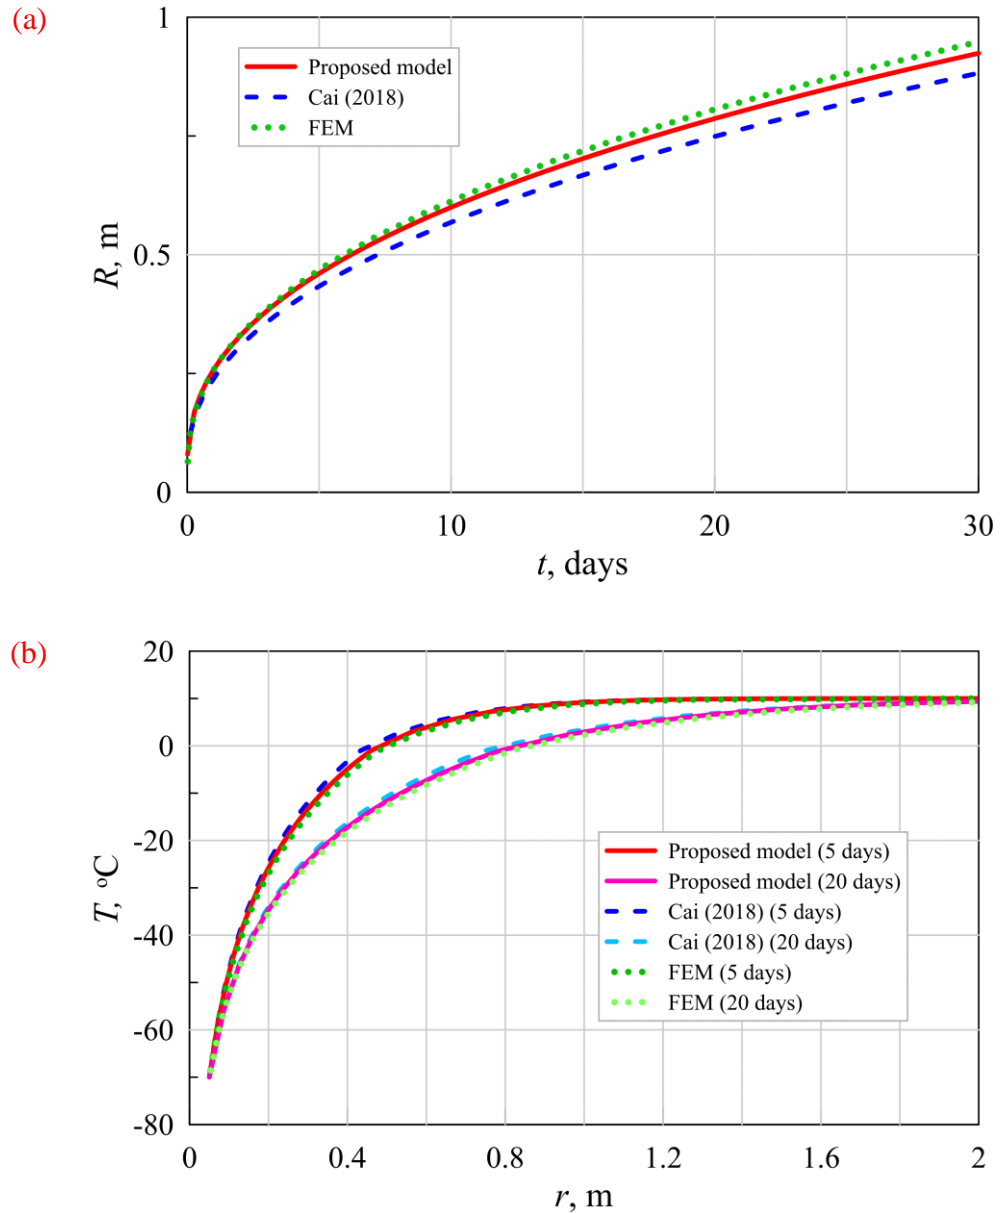 (a)
1
Proposed model
Cai (2018)
FEM
R, m
0.5
0
0
10
20
30
t, days
(b)
20
0
-20
T, °C
-40
-60
-80
Proposed model (5 days)
Proposed model (20 days)
Cai (2018) (5 days)
Cai (2018) (20 days)
FEM (5 days)
FEM (20 days)
0
0.4
0.8
1.2
1.6
2
r, m